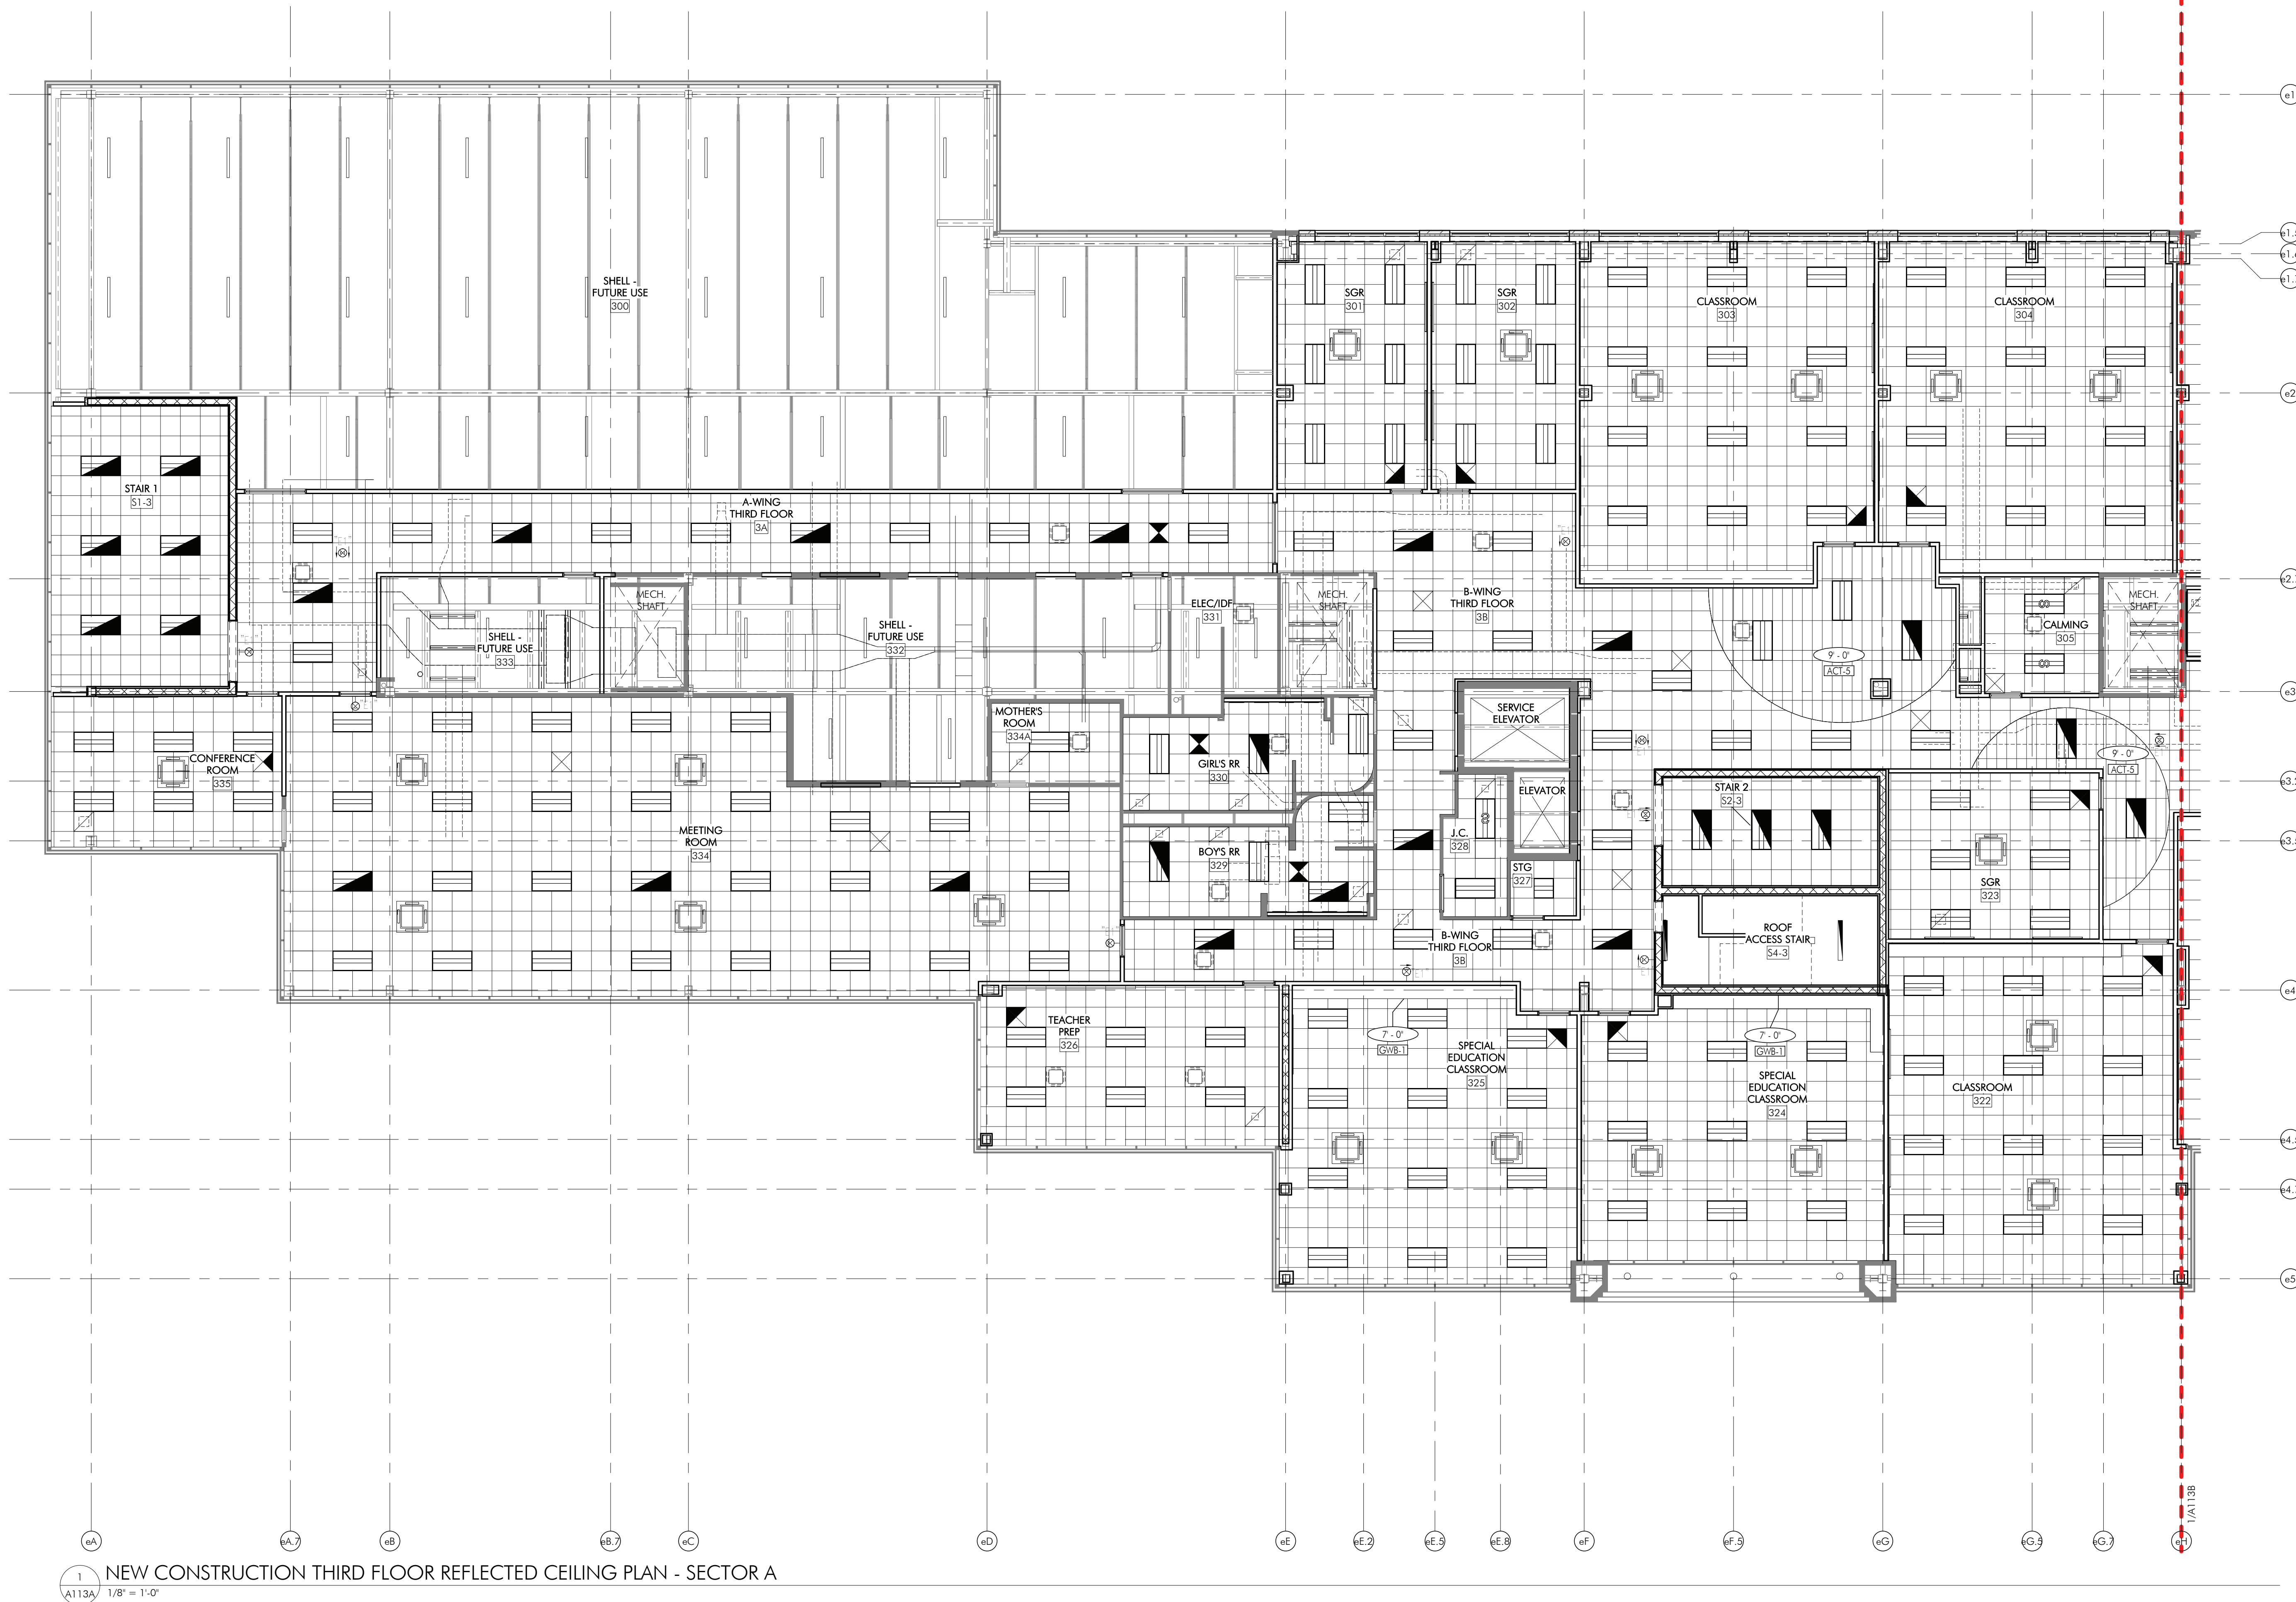 e1
SHELL -
FUTURE USE
300
SGR
301
SGR
302
CLASSROOM
303
CLASSROOM
304
e2
STAIR 1
S1-3
A-WING
THIRD FLOOR
3A
MECH.
SHAFT
SHELL -
FUTURE USE
333
SHELL -
FUTURE USE
332
ELEC/IDF
331
MECH.
SHAFT
B-WING
THIRD FLOOR
3B
9' - 0"
ACT-5
CALMING
305
MECH.
SHAFT
e3
CONFERENCE
ROOM
335
MEETING
ROOM
334
MOTHER'S
ROOM
334A
GIRL'S RR
330
BOY'S RR
329
SERVICE
ELEVATOR
ELEVATOR
J.C.
328
STG
327
STAIR 2
S2-3
9' - 0"
ACT-5
SGR
323
ROOF
ACCESS STAIR
S4-3
B-WING
THIRD FLOOR
3B
e4
TEACHER
PREP
326
7' - 0"
GWB-1
SPECIAL
EDUCATION
CLASSROOM
325
7' - 0"
GWB-1
SPECIAL
EDUCATION
CLASSROOM
324
CLASSROOM
322
e5
1/A113B
eA
eA.7
eB
eB.7
eC
eD
eE
eE.2
eE.5
eE.8
eF
eF.5
eG
eG.5
eG.7
eH
1
A113A
NEW CONSTRUCTION THIRD FLOOR REFLECTED CEILING PLAN - SECTOR A
1/8" = 1'-0"